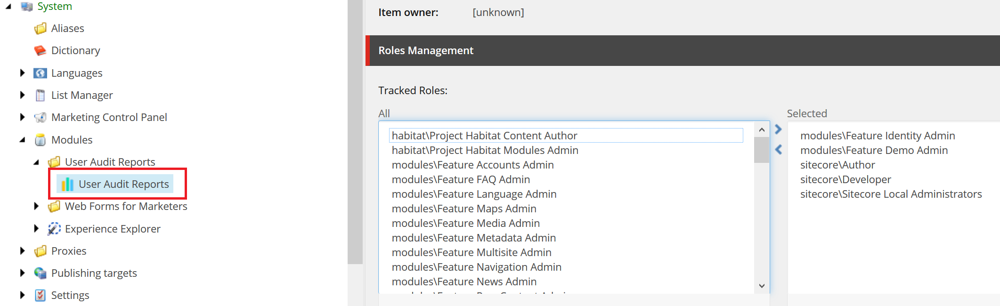 System
Aliases
Dictionary
Languages
List Manager
Marketing Control Panel
Modules
User Audit Reports
User Audit Reports
Web Forms for Marketers
Experience Explorer
Proxies
Publishing targets
Settings
Item owner: [unknown]
Roles Management
Tracked Roles:
All
habitat\Project Habitat Content Author
habitat\Project Habitat Modules Admin
modules\Feature Accounts Admin
modules\Feature FAQ Admin
modules\Feature Language Admin
modules\Feature Maps Admin
modules\Feature Media Admin
modules\Feature Metadata Admin
modules\Feature Multisite Admin
modules\Feature Navigation Admin
modules\Feature News Admin
Selected
modules\Feature Identity Admin
modules\Feature Demo Admin
sitecore\Author
sitecore\Developer
sitecore\Sitecore Local Administrators